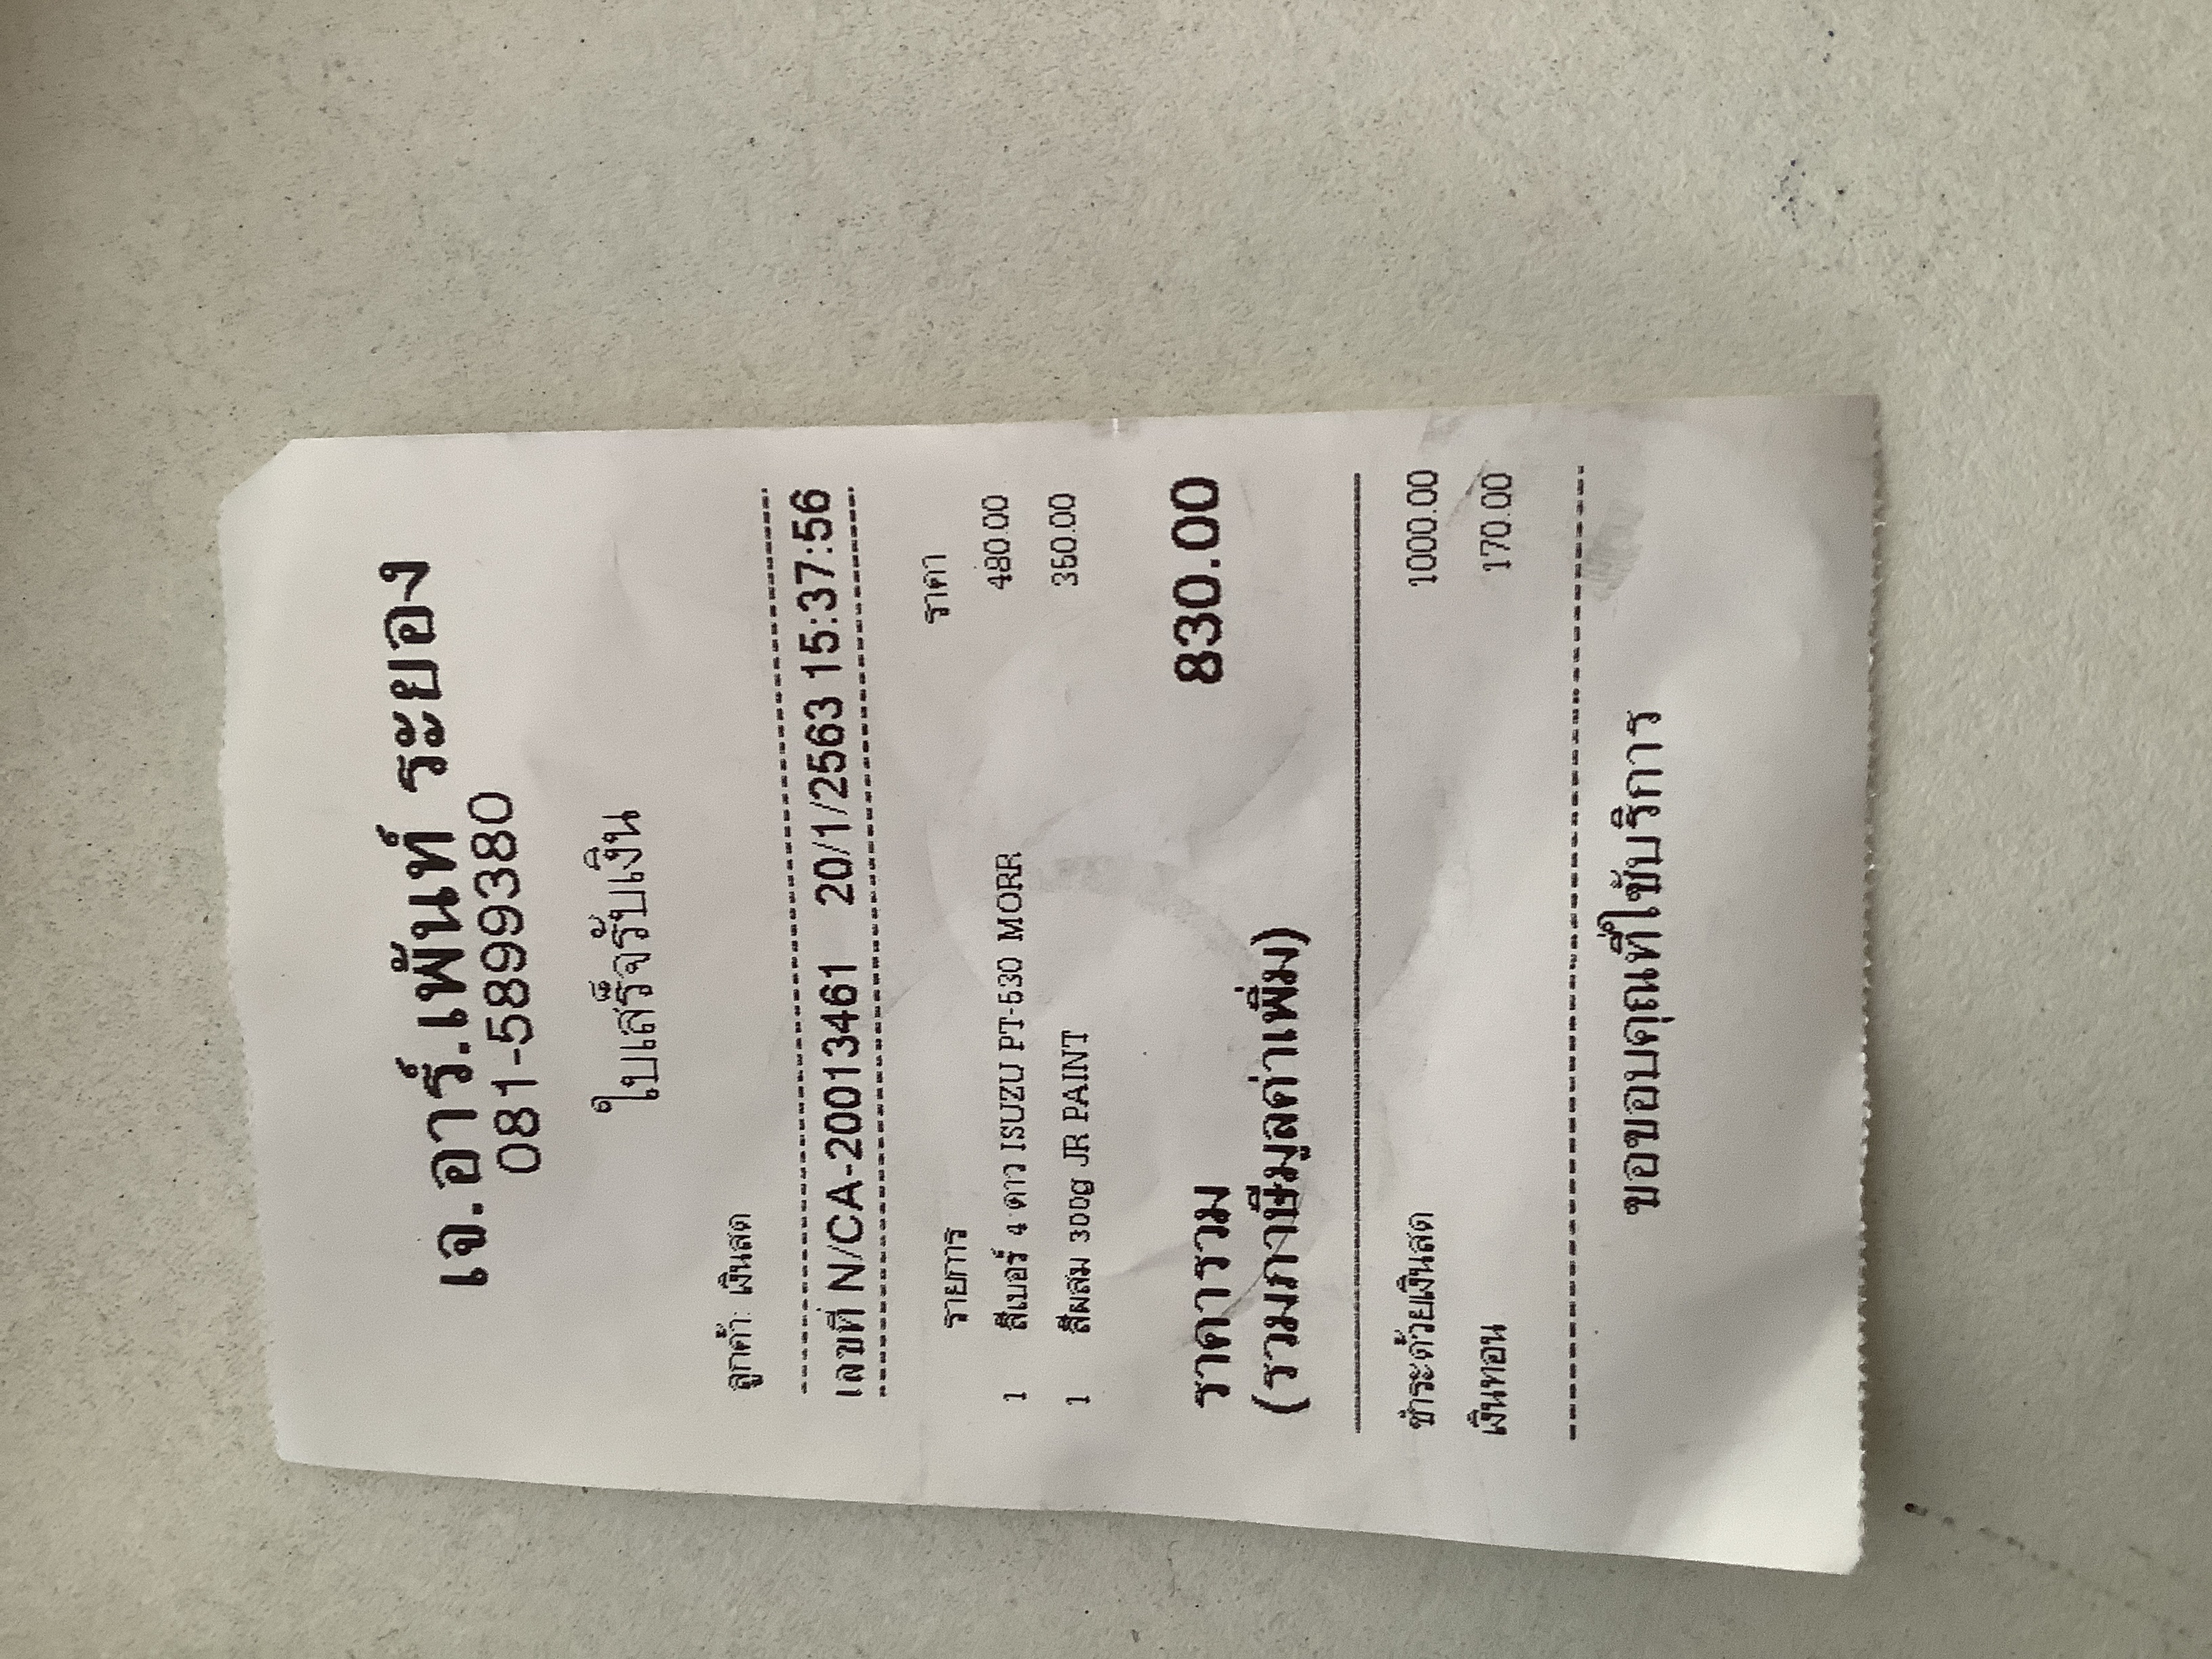 เจ.อาร์.เพ้นท์ ระยอง
081-5899380
ใบเสร็จรับเงิน
ลูกค้า: เงินสด
เลขที่ N/CA-20013461 20/1/2563 15:37:56
รายการ ราคา
1 สีเบอร์ 4 ดาว ISUZU PT-530 MORR 480.00
1 สีผสม 300g JR PAINT 350.00
ราคารวม 830.00
(รวมภาษีมูลค่าเพิ่ม)
ชำระด้วยเงินสด 1000.00
เงินทอน 170.00
ขอขอบคุณที่ใช้บริการ